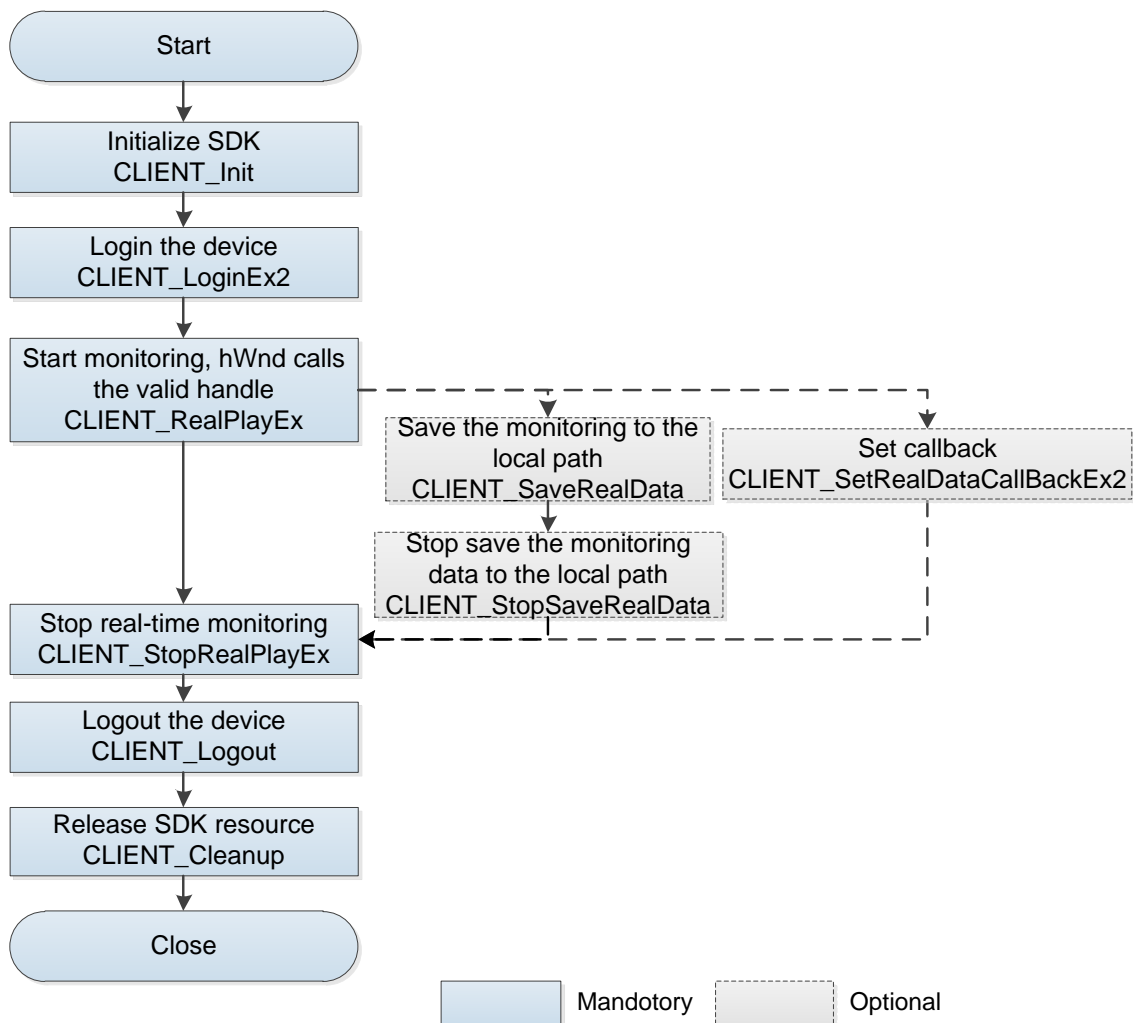 Start
Initialize SDK
CLIENT_Init
Login the device
CLIENT_LoginEx2
Start monitoring, hWnd calls
the valid handle
CLIENT_RealPlayEx
Save the monitoring to the
local path
CLIENT_SaveRealData
Set callback
CLIENT_SetRealDataCallBackEx2
Stop save the monitoring
data to the local path
CLIENT_StopSaveRealData
Stop real-time monitoring
CLIENT_StopRealPlayEx
Logout the device
CLIENT_Logout
Release SDK resource
CLIENT_Cleanup
Close
Mandotory
Optional